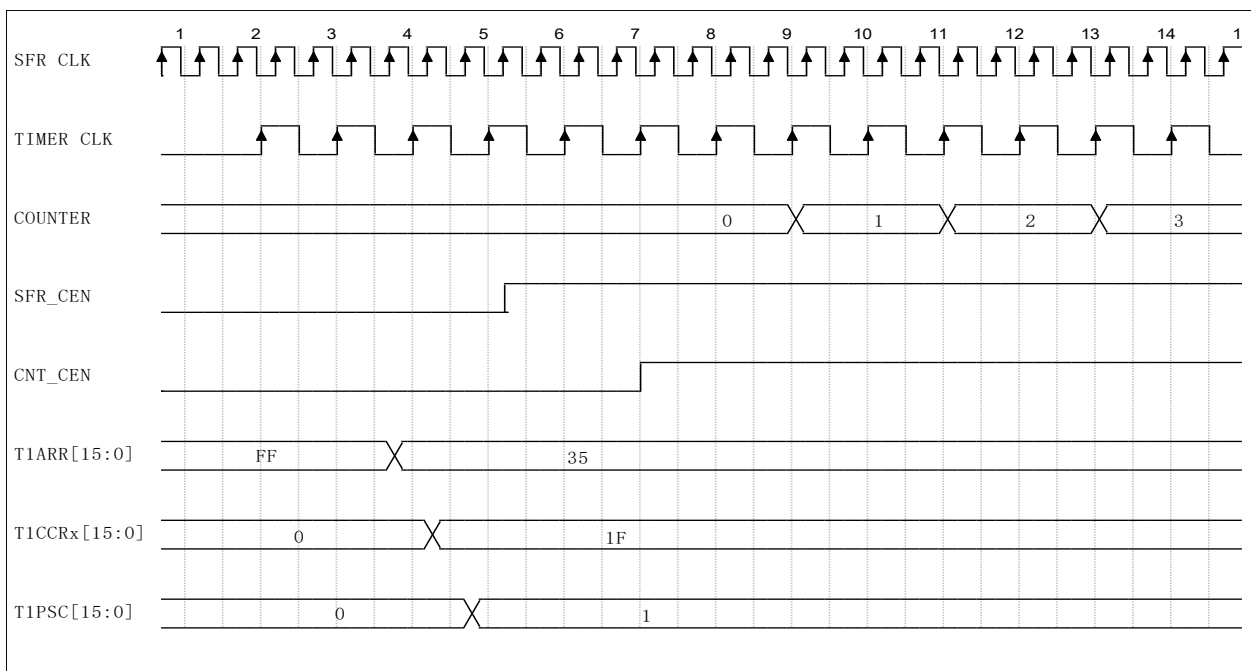 1 2 3 4 5 6 7 8 9 10 11 12 13 14 1
SFR CLK
TIMER CLK
COUNTER 0 1 2 3
SFR_CEN
CNT_CEN
T1ARR[15:0] FF 35
T1CCRx[15:0] 0 1F
T1PSC[15:0] 0 1